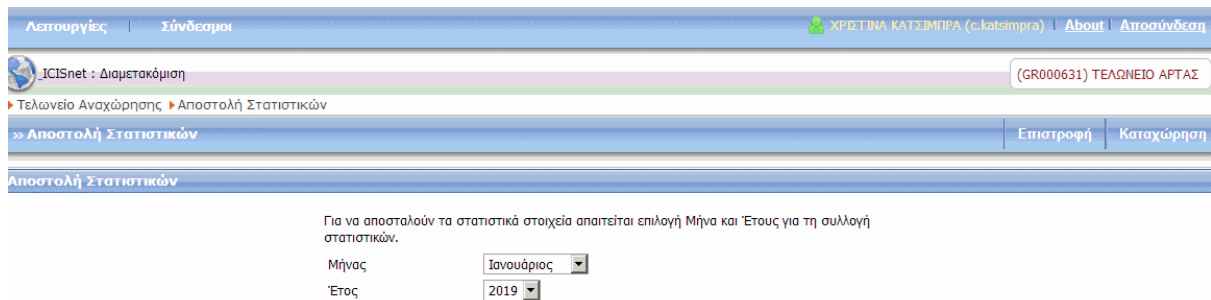 Λειτουργίες | Σύνδεσμοι ΧΡΙΣΤΙΝΑ ΚΑΤΣΙΜΠΡΑ (c.katsimpra) | About | Αποσύνδεση
ICISnet : Διαμετακόμιση (GR000631) ΤΕΛΩΝΕΙΟ ΑΡΤΑΣ
Τελωνείο Αναχώρησης Αποστολή Στατιστικών
» Αποστολή Στατιστικών Επιστροφή Καταχώρηση
Αποστολή Στατιστικών
Για να αποσταλούν τα στατιστικά στοιχεία απαιτείται επιλογή Μήνα και Έτους για τη συλλογή
στατιστικών.
Μήνας Ιανουάριος
Έτος 2019